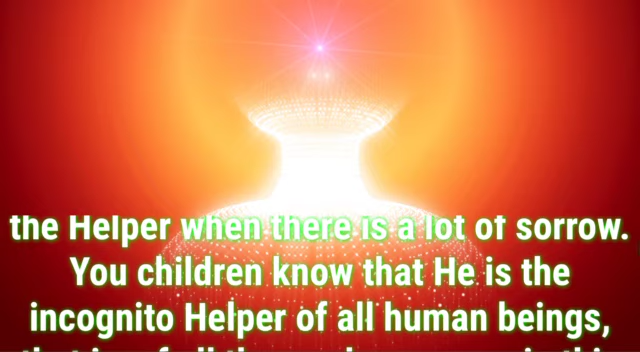 the Helper when there is a lot of sorrow.
You children know that He is the
incognito Helper of all human beings,